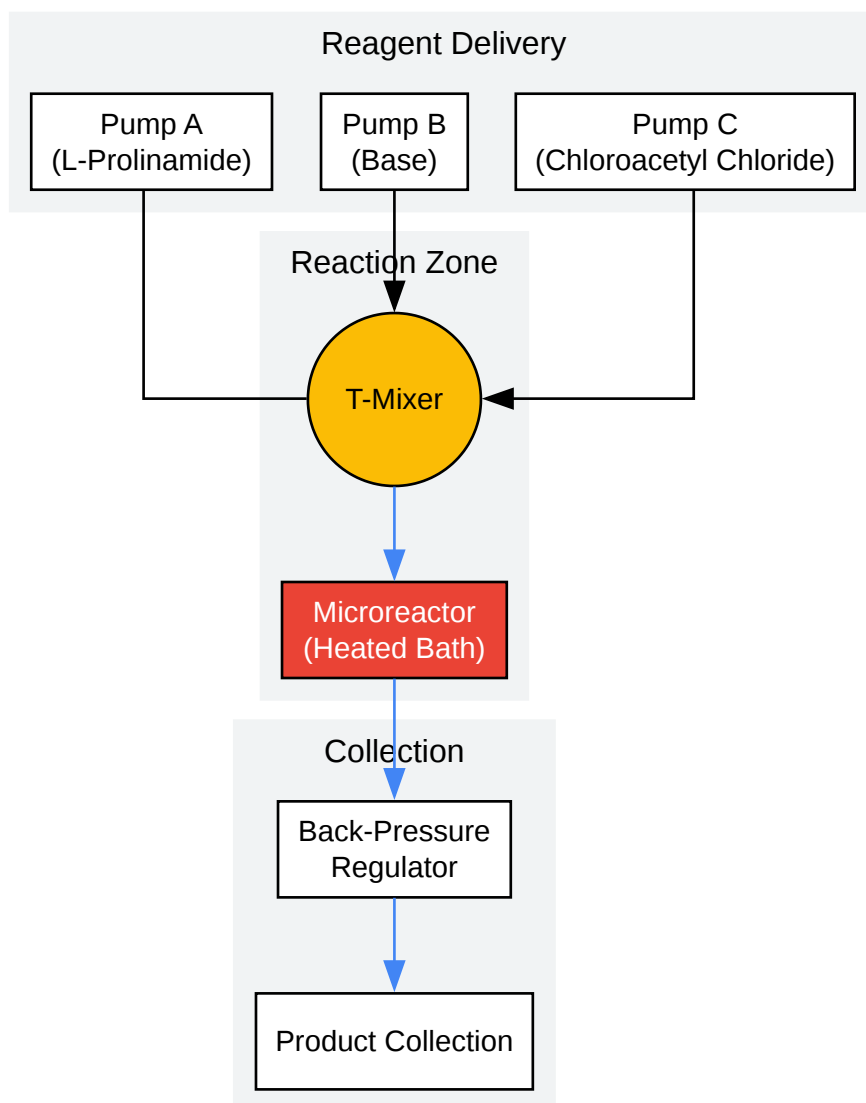 Reagent Delivery
Pump A
(L-Prolinamide)
Pump B
(Base)
Pump C
(Chloroacetyl Chloride)
Reaction Zone
T-Mixer
Microreactor
(Heated Bath)
Collection
Back-Pressure
Regulator
Product Collection